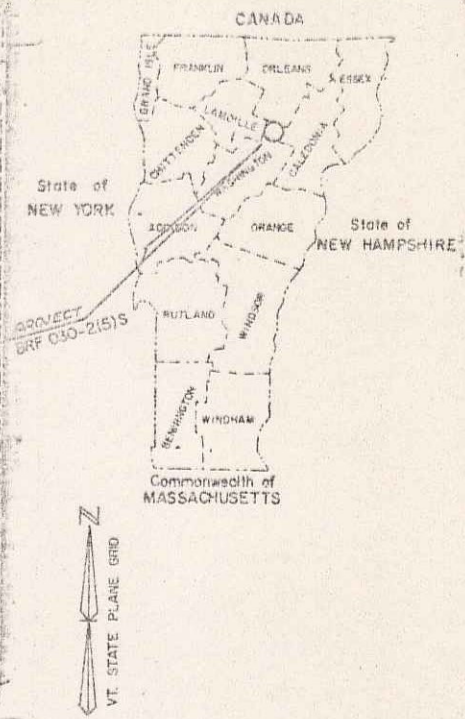 CANADA
GRAND ISLE
FRANKLIN
ORLEANS
ESSEX
LAMOILLE
CHITTENDEN
WASHINGTON
CALEDONIA
State of
NEW YORK
ADDISON
ORANGE
State of
NEW HAMPSHIRE
PROJECT
BRF 030-2(5)S
RUTLAND
WINDSOR
BENNINGTON
WINDHAM
Commonwealth of
MASSACHUSETTS
Z
VT. STATE PLANE GRID